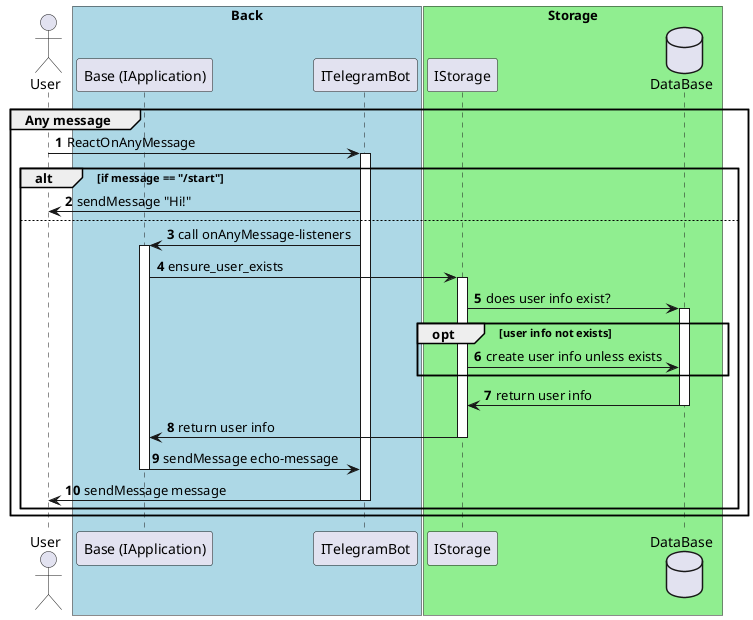 Back
Storage
User
Base (IApplication)
ITelegramBot
IStorage
DataBase
Any message
1 ReactOnAnyMessage
alt [if message == "/start"]
2 sendMessage "Hi!"
3 call onAnyMessage-listeners
4 ensure_user_exists
5 does user info exist?
opt [user info not exists]
6 create user info unless exists
7 return user info
8 return user info
9 sendMessage echo-message
10 sendMessage message
User
Base (IApplication)
ITelegramBot
IStorage
DataBase